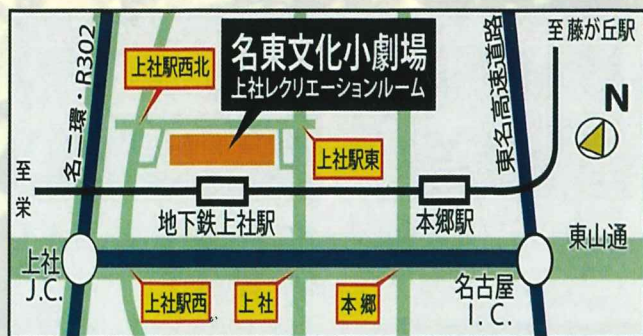 名東文化小劇場
上社レクリエーションルーム
上社駅西北
名二環・R302
東名高速道路
至藤が丘駅
N
上社駅東
至栄
地下鉄上社駅
本郷駅
東山通
上社
J.C.
上社駅西
上社
本郷
名古屋
I.C.